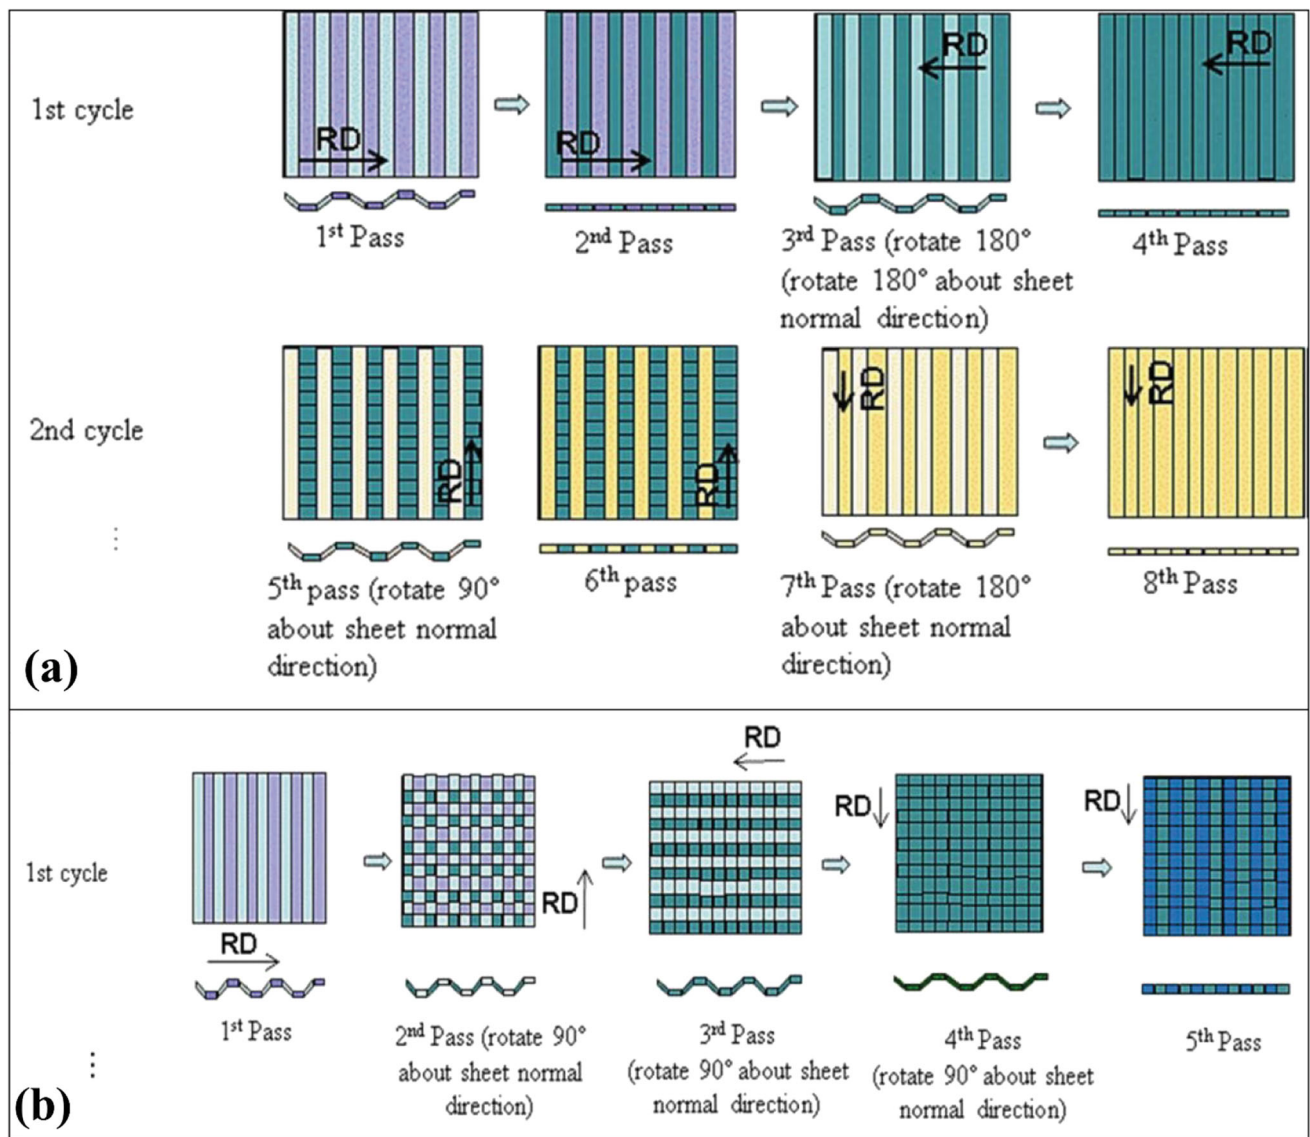 1st cycle
RD
RD
RD
RD
1st Pass
2nd Pass
3rd Pass (rotate 180°
(rotate 180° about sheet
normal direction)
4th Pass
2nd cycle
RD
RD
RD
RD
5th pass (rotate 90°
about sheet normal
direction)
6th pass
7th Pass (rotate 180°
about sheet normal
direction)
8th Pass
(a)
1st cycle
RD
RD
RD
RD
RD
1st Pass
2nd Pass (rotate 90°
about sheet normal
direction)
3rd Pass
(rotate 90° about sheet
normal direction)
4th Pass
(rotate 90° about sheet
normal direction)
5th Pass
(b)